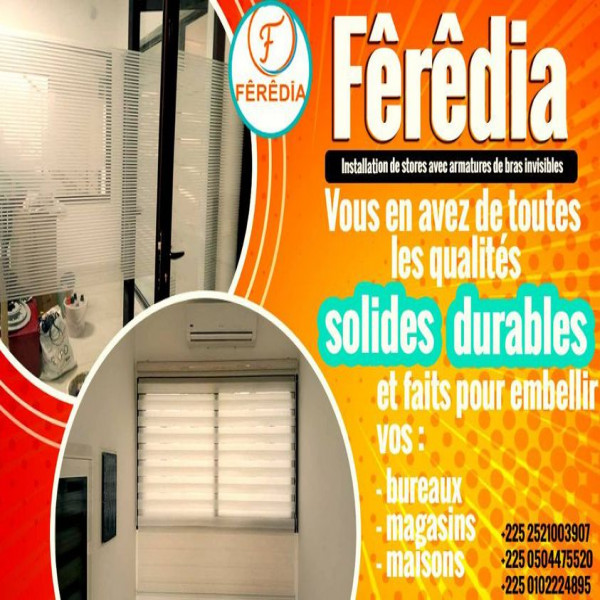 F
FÊRÊDIA
Fêrêdia
Installation de stores avec armatures de bras invisibles
Vous en avez de toutes
les qualités
solides durables
et faits pour embellir
vos :
- bureaux
- magasins
- maisons
+225 2521003907
+225 0504475520
+225 0102224895